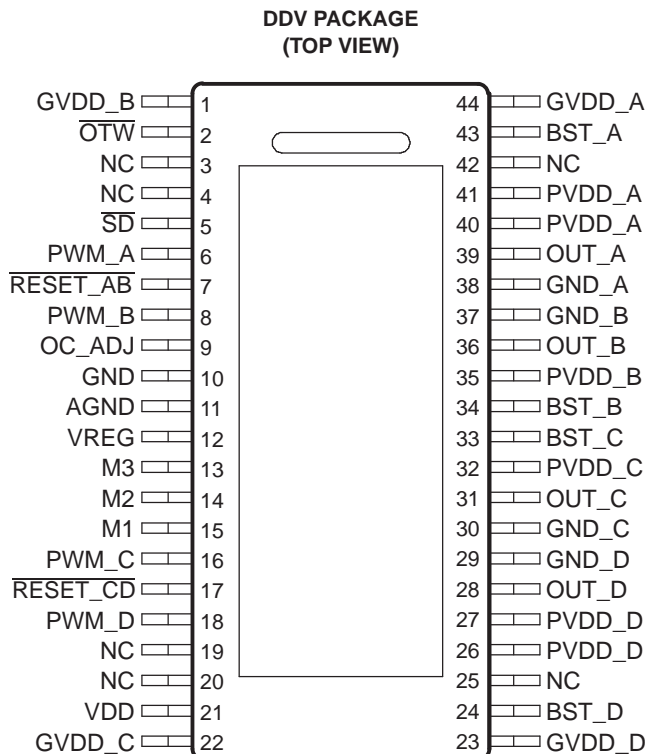 DDV PACKAGE
(TOP VIEW)
GVDD_B 1 44 GVDD_A
OTW 2 43 BST_A
NC 3 42 NC
NC 4 41 PVDD_A
SD 5 40 PVDD_A
PWM_A 6 39 OUT_A
RESET_AB 7 38 GND_A
PWM_B 8 37 GND_B
OC_ADJ 9 36 OUT_B
GND 10 35 PVDD_B
AGND 11 34 BST_B
VREG 12 33 BST_C
M3 13 32 PVDD_C
M2 14 31 OUT_C
M1 15 30 GND_C
PWM_C 16 29 GND_D
RESET_CD 17 28 OUT_D
PWM_D 18 27 PVDD_D
NC 19 26 PVDD_D
NC 20 25 NC
VDD 21 24 BST_D
GVDD_C 22 23 GVDD_D